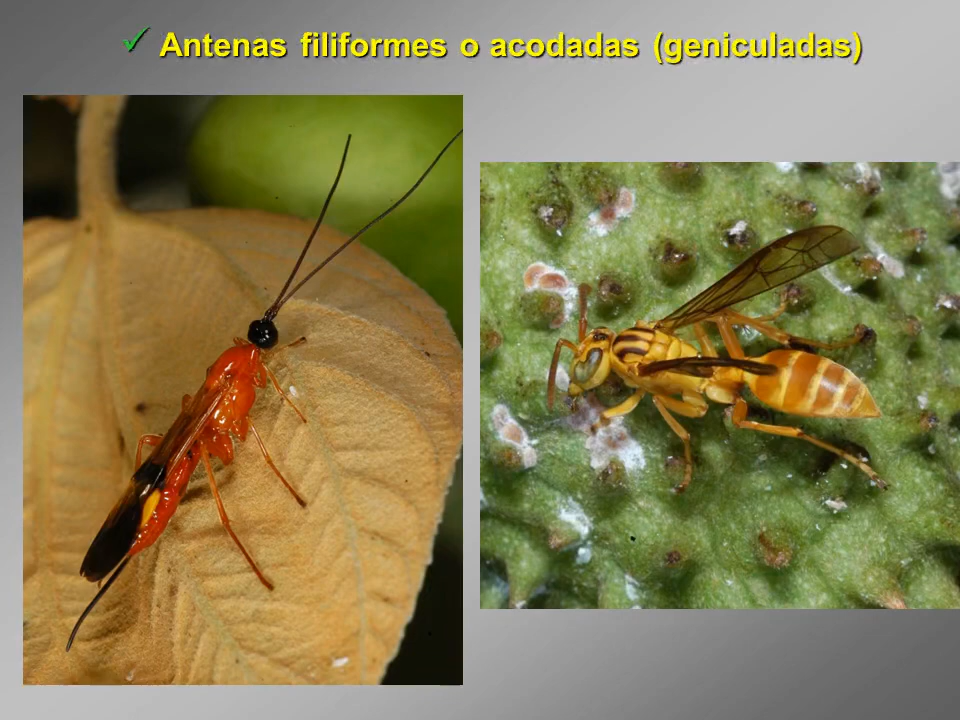 ✓ Antenas filiformes o acodadas (geniculadas)